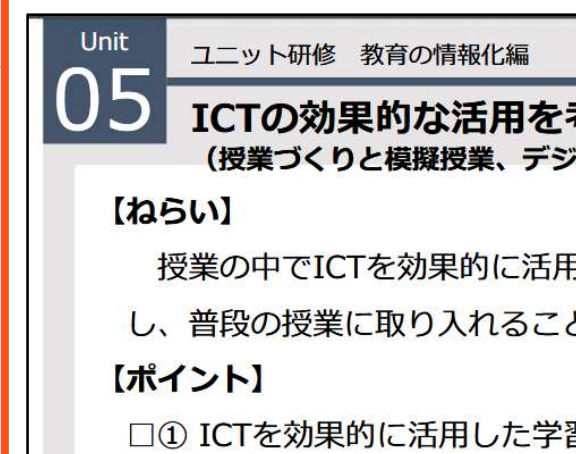 Unit
05
ユニット研修 教育の情報化編
ICTの効果的な活用を
(授業づくりと模擬授業、デジ
【ねらい】
授業の中でICTを効果的に活用
し、普段の授業に取り入れるこ
【ポイント】
□① ICTを効果的に活用した学